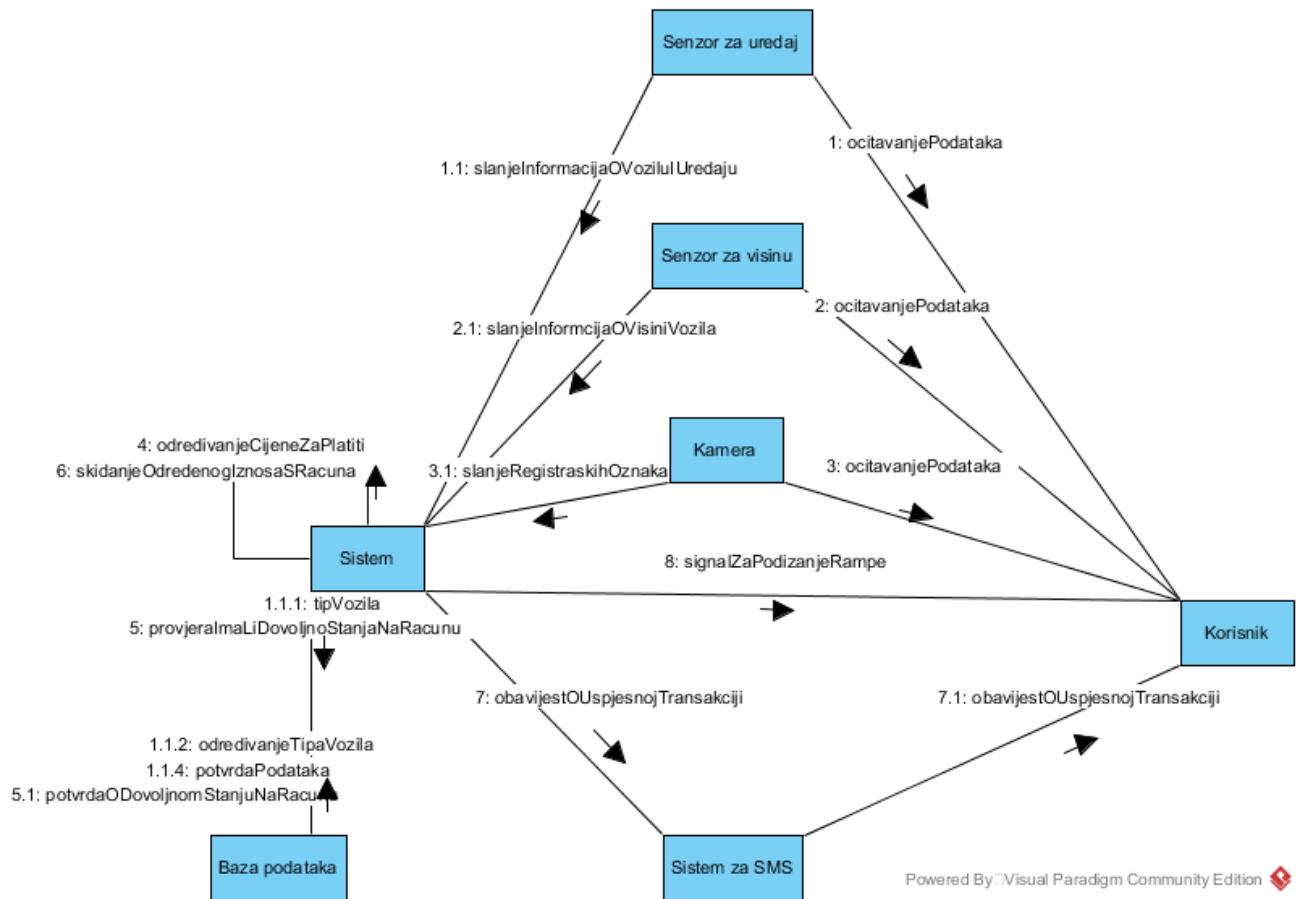 Senzor za uredaj
1: ocitavanjePodataka
1.1: slanjeInformacijaOVoziluIUredaju
Senzor za visinu
2: ocitavanjePodataka
2.1: slanjeInformcijaOVisiniVozila
Kamera
4: odredivanjeCijeneZaPlatiti
6: skidanjeOdredenogIznosaSRacuna
3.1: slanjeRegistraskihOznaka
3: ocitavanjePodataka
Sistem
8: signalZaPodizanjeRampe
1.1.1: tipVozila
5: provjeraImaLiDovoljnoStanjaNaRacunu
Korisnik
7: obavijestOUspjesnojTransakciji
7.1: obavijestOUspjesnojTransakciji
1.1.2: odredivanjeTipaVozila
1.1.4: potvrdaPodataka
5.1: potvrdaODovoljnomStanjuNaRacunu
Baza podataka
Sistem za SMS
Powered By Visual Paradigm Community Edition